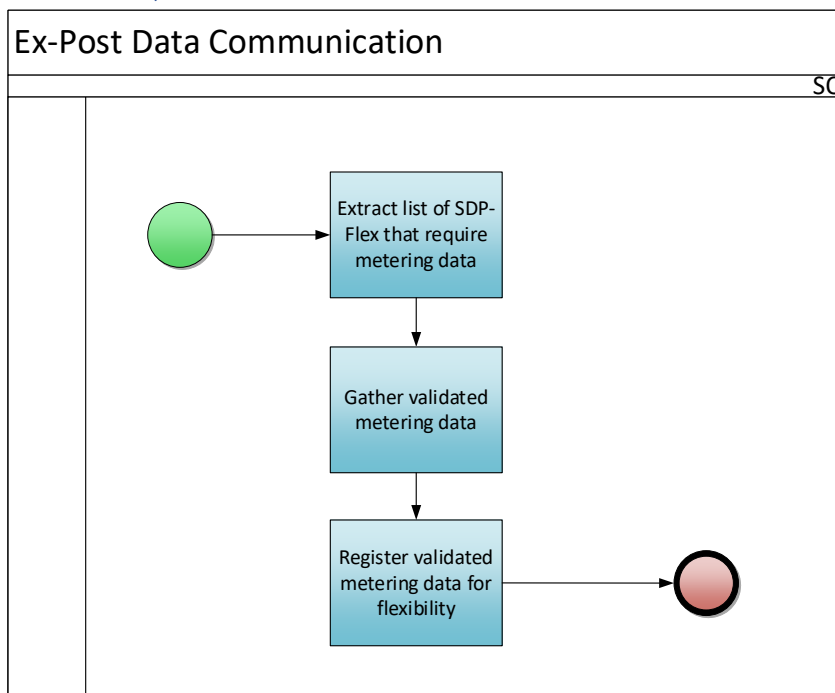 Ex-Post Data Communication
SO
Extract list of SDP-
Flex that require
metering data
Gather validated
metering data
Register validated
metering data for
flexibility